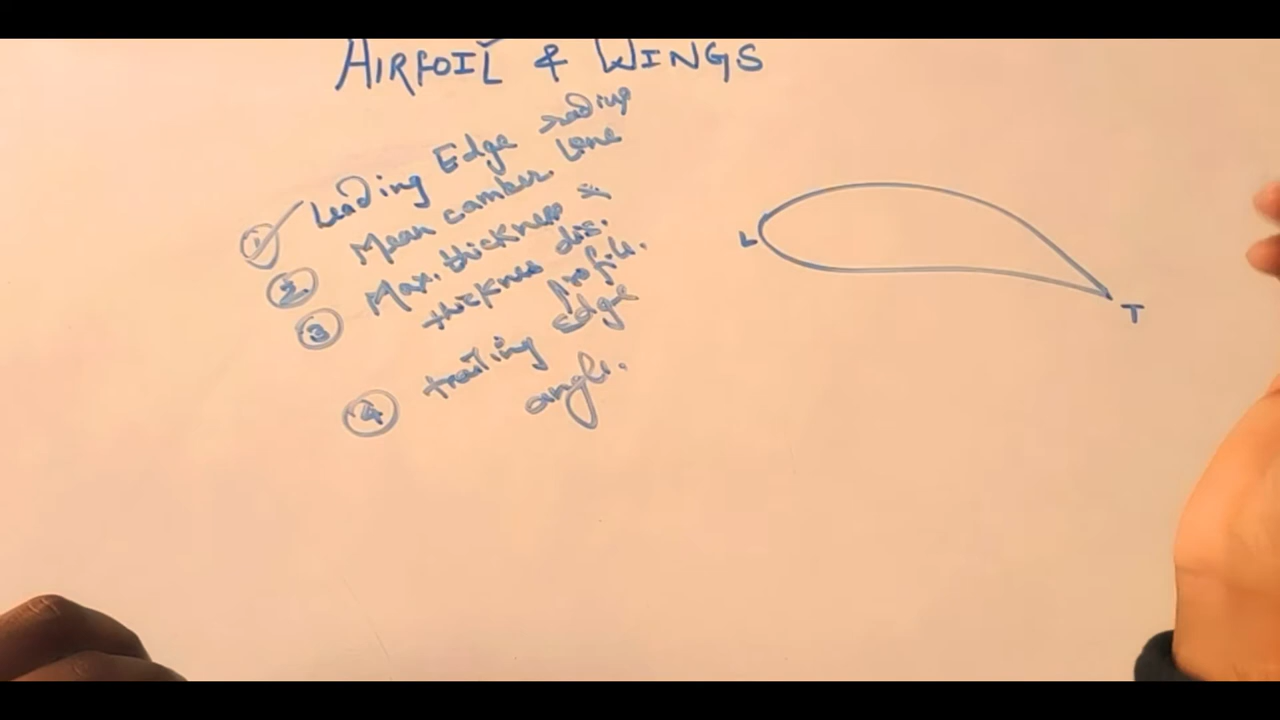 AIRFOIL & WINGS
① Leading Edge radius
② Mean camber Line
③ Max. thickness &
thickness dis.
profile.
④ trailing Edge
angle.
L
T